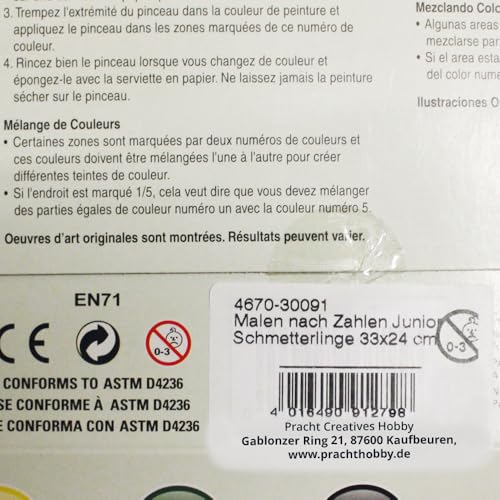 3. Trempez l'extrémité du pinceau dans la couleur de peinture et
appliquez le pinceau dans les zones marquées de ce numéro de
couleur.
4. Rincez bien le pinceau lorsque vous changez de couleur et
épongez-le avec la serviette en papier. Ne laissez jamais la peinture
sécher sur le pinceau.
Mélange de Couleurs
• Certaines zones sont marquées par deux numéros de couleurs et
ces couleurs doivent être mélangées l'une à l'autre pour créer
différentes teintes de couleur.
• Si l'endroit est marqué 1/5, cela veut dire que vous devez mélanger
des parties égales de couleur numéro un avec la couleur numéro 5.
Oeuvres d'art originales sont montrées. Résultats peuvent varier.
Mezclando Colo
• Algunas areas
mezclarse par
• Si el area esta
del color nume
Ilustraciones O
EN71
CE
0-3
CONFORMS TO ASTM D4236
SE CONFORME À ASTM D4236
E CONFORMA CON ASTM D4236
4670-30091
Malen nach Zahlen Junior
Schmetterlinge 33x24 cm
0-3
4 016490 912798
Pracht Creatives Hobby
Gablonzer Ring 21, 87600 Kaufbeuren,
www.prachthobby.de